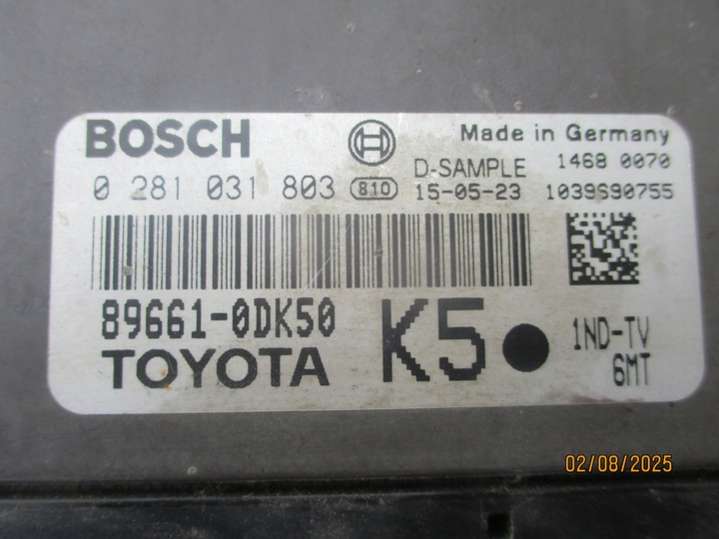 BOSCH
Made in Germany
D-SAMPLE 1468 0070
0 281 031 803 810 15-05-23 1039690755
89661-0DK50
K5
1ND-TV
TOYOTA
6MT
02/08/2025